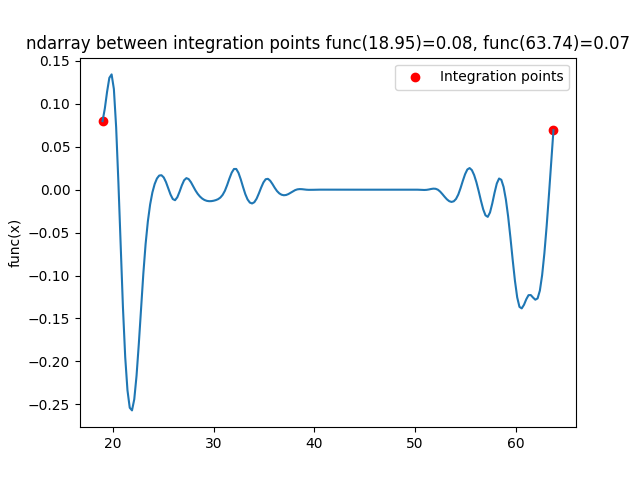 ndarray between integration points func(18.95)=0.08, func(63.74)=0.07
Integration points
func(x)
0.15
0.10
0.05
0.00
−0.05
−0.10
−0.15
−0.20
−0.25
20 30 40 50 60